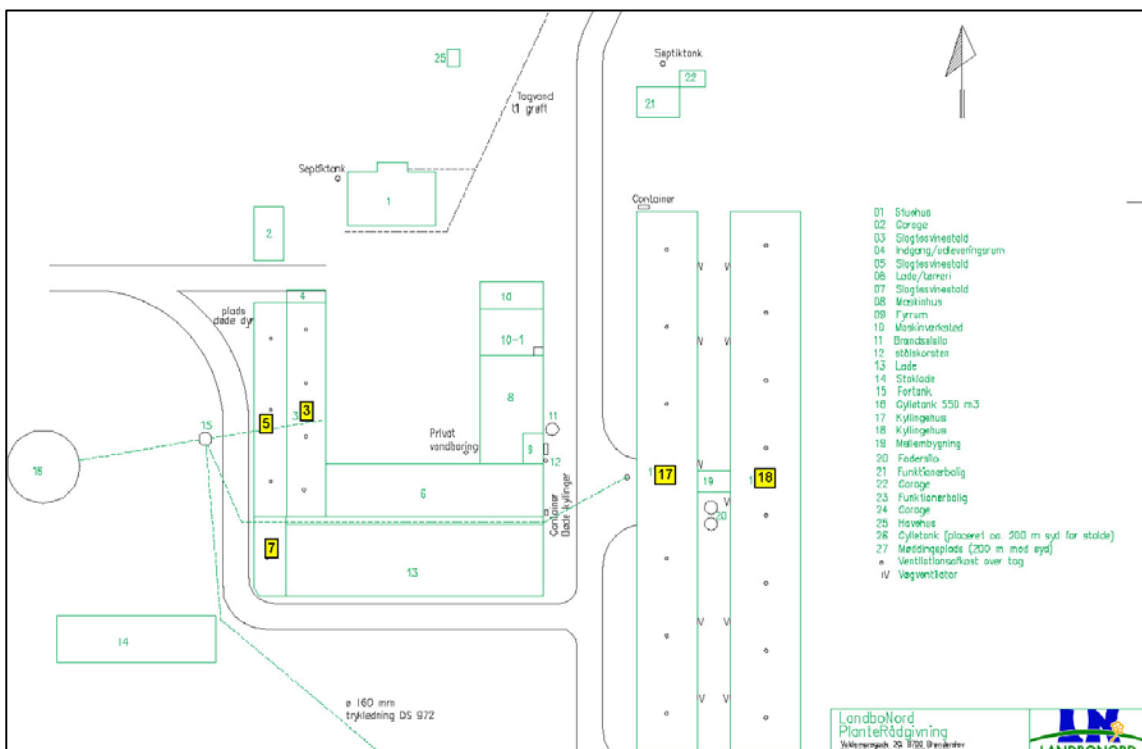 25
Tagvand
til grøft
Septiktank
22
21
Septiktank
1
Container
2
4
plads
døde dyr
10
10-1
5
3
3
8
11
15
Privat
vandboring
9
12
16
17
1
18
1
19
20
6
Container
Døde kyllinger
7
13
14
ø 160 mm
trykledning DS 972
V
V
V
V
V
V
V
V
V
V
V
V
V
01 Stuehus
02 Garage
03 Slagtesvinestald
04 Indgang/udleveringsrum
05 Slagtesvinestald
06 Lade/tørreri
07 Slagtesvinestald
08 Maskinhus
09 Fyrrum
10 Maskinværksted
11 Brændselsilo
12 stålskorsten
13 Lade
14 Staklade
15 Fortank
16 Gylletank 550 m3
17 Kyllingehus
18 Kyllingehus
19 Mellembygning
20 Fodersilo
21 Funktionærbolig
22 Garage
23 Funktionærbolig
24 Garage
25 Havehus
26 Gylletank (placeret ca. 200 m syd for stalde)
27 Møddingsplads (200 m mod syd)
Ventilationsafkast over tag
IV Vægventilator
LandboNord
PlanteRådgivning
LN
LANDBONORD